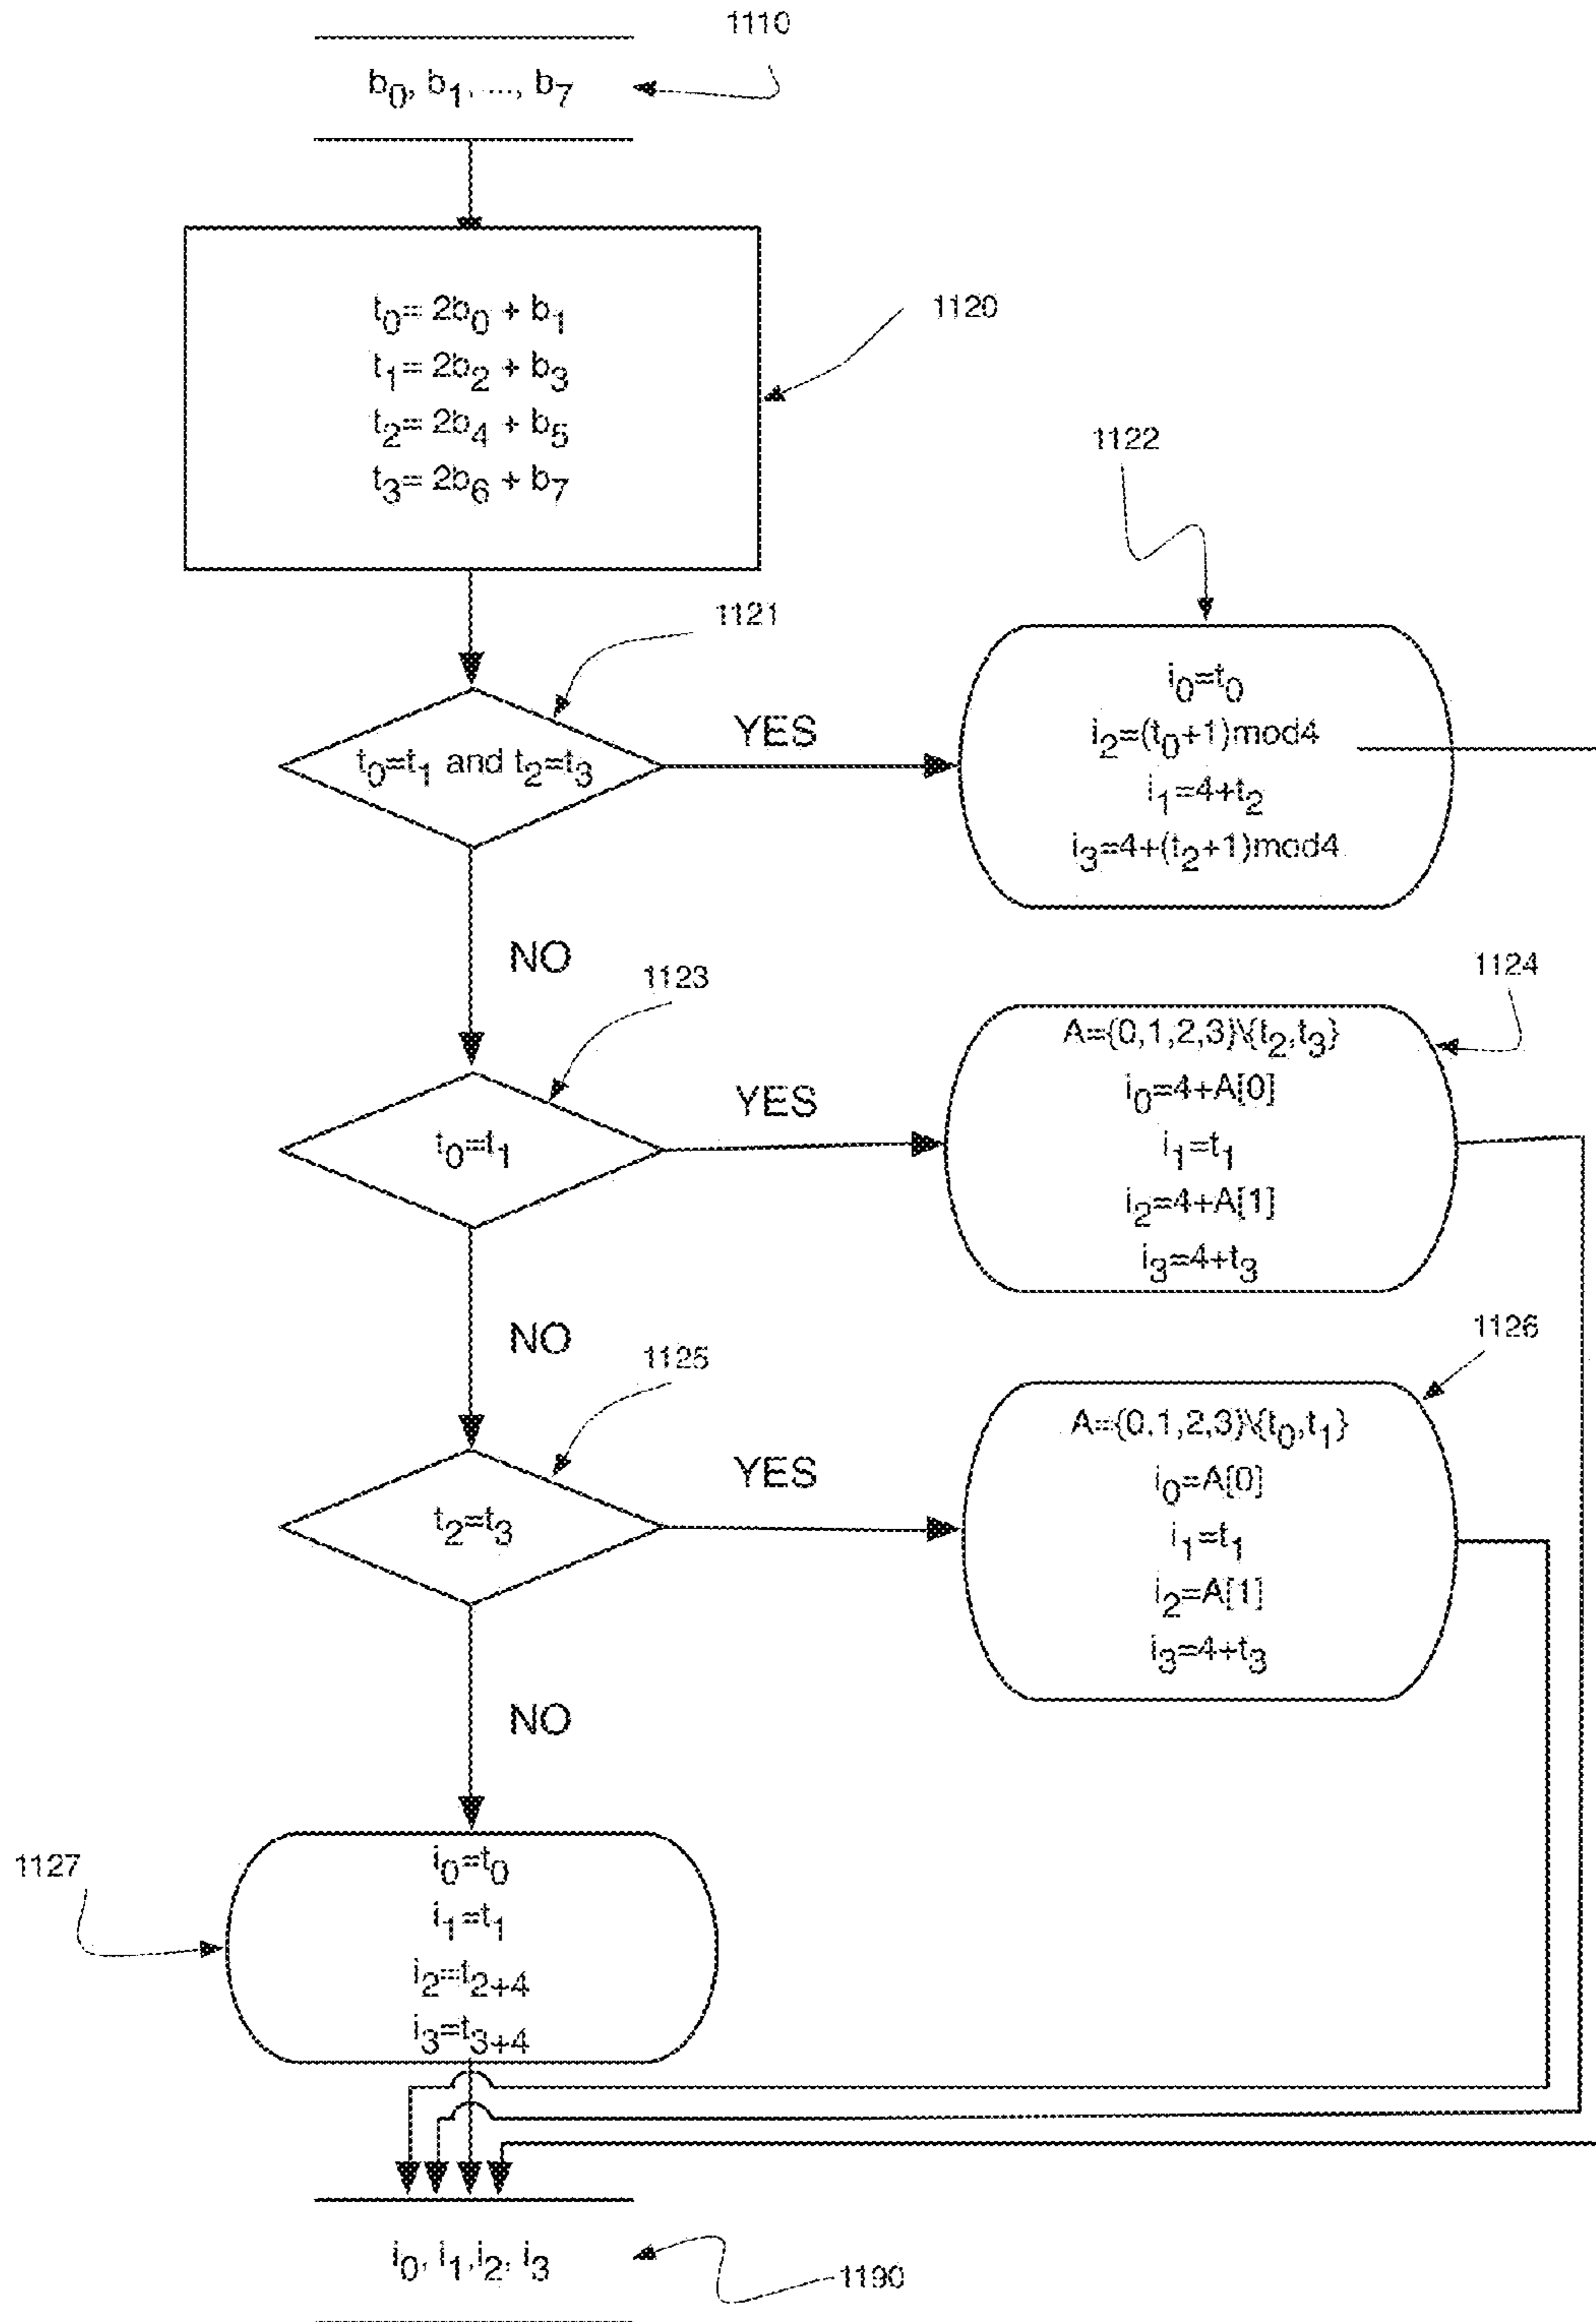 1110
b0, b1, ..., b7
t0= 2b0 + b1
t1= 2b2 + b3
t2= 2b4 + b5
t3= 2b6 + b7
1120
1122
1121
t0=t1 and t2=t3
YES
i0=t0
i2=(t0+1)mod4
i1=4+t2
i3=4+(t2+1)mod4
NO
1123
1124
t0=t1
YES
A={0,1,2,3}\{t2,t3}
i0=4+A[0]
i1=t1
i2=4+A[1]
i3=4+t3
NO
1125
1126
t2=t3
YES
A={0,1,2,3}\{t0,t1}
i0=A[0]
i1=t1
i2=A[1]
i3=4+t3
NO
1127
i0=t0
i1=t1
i2=t2+4
i3=t3+4
i0, i1,i2, i3
1190